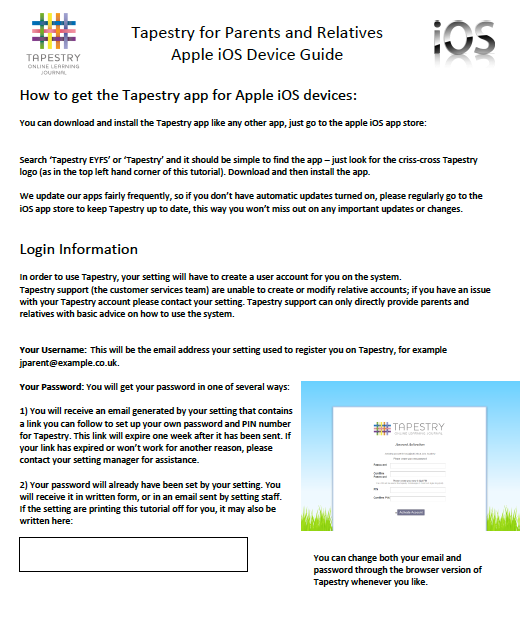 TAPESTRY
ONLINE LEARNING
JOURNAL
Tapestry for Parents and Relatives
Apple iOS Device Guide
iOS
How to get the Tapestry app for Apple iOS devices:
You can download and install the Tapestry app like any other app, just go to the apple iOS app store:
Search ‘Tapestry EYFS’ or ‘Tapestry’ and it should be simple to find the app – just look for the criss-cross Tapestry
logo (as in the top left hand corner of this tutorial). Download and then install the app.
We update our apps fairly frequently, so if you don’t have automatic updates turned on, please regularly go to the
iOS app store to keep Tapestry up to date, this way you won’t miss out on any important updates or changes.
Login Information
In order to use Tapestry, your setting will have to create a user account for you on the system.
Tapestry support (the customer services team) are unable to create or modify relative accounts; if you have an issue
with your Tapestry account please contact your setting. Tapestry support can only directly provide parents and
relatives with basic advice on how to use the system.
Your Username: This will be the email address your setting used to register you on Tapestry, for example
jparent@example.co.uk.
Your Password: You will get your password in one of several ways:
1) You will receive an email generated by your setting that contains
a link you can follow to set up your own password and PIN number
for Tapestry. This link will expire one week after it has been sent. If
your link has expired or won’t work for another reason, please
contact your setting manager for assistance.
2) Your password will already have been set by your setting. You
will receive it in written form, or in an email sent by setting staff.
If the setting are printing this tutorial off for you, it may also be
written here:
TAPESTRY
ONLINE LEARNING JOURNAL
Account Activation
Password
Confirm
Password
PIN
Confirm Pin
Activate Account
You can change both your email and
password through the browser version of
Tapestry whenever you like.